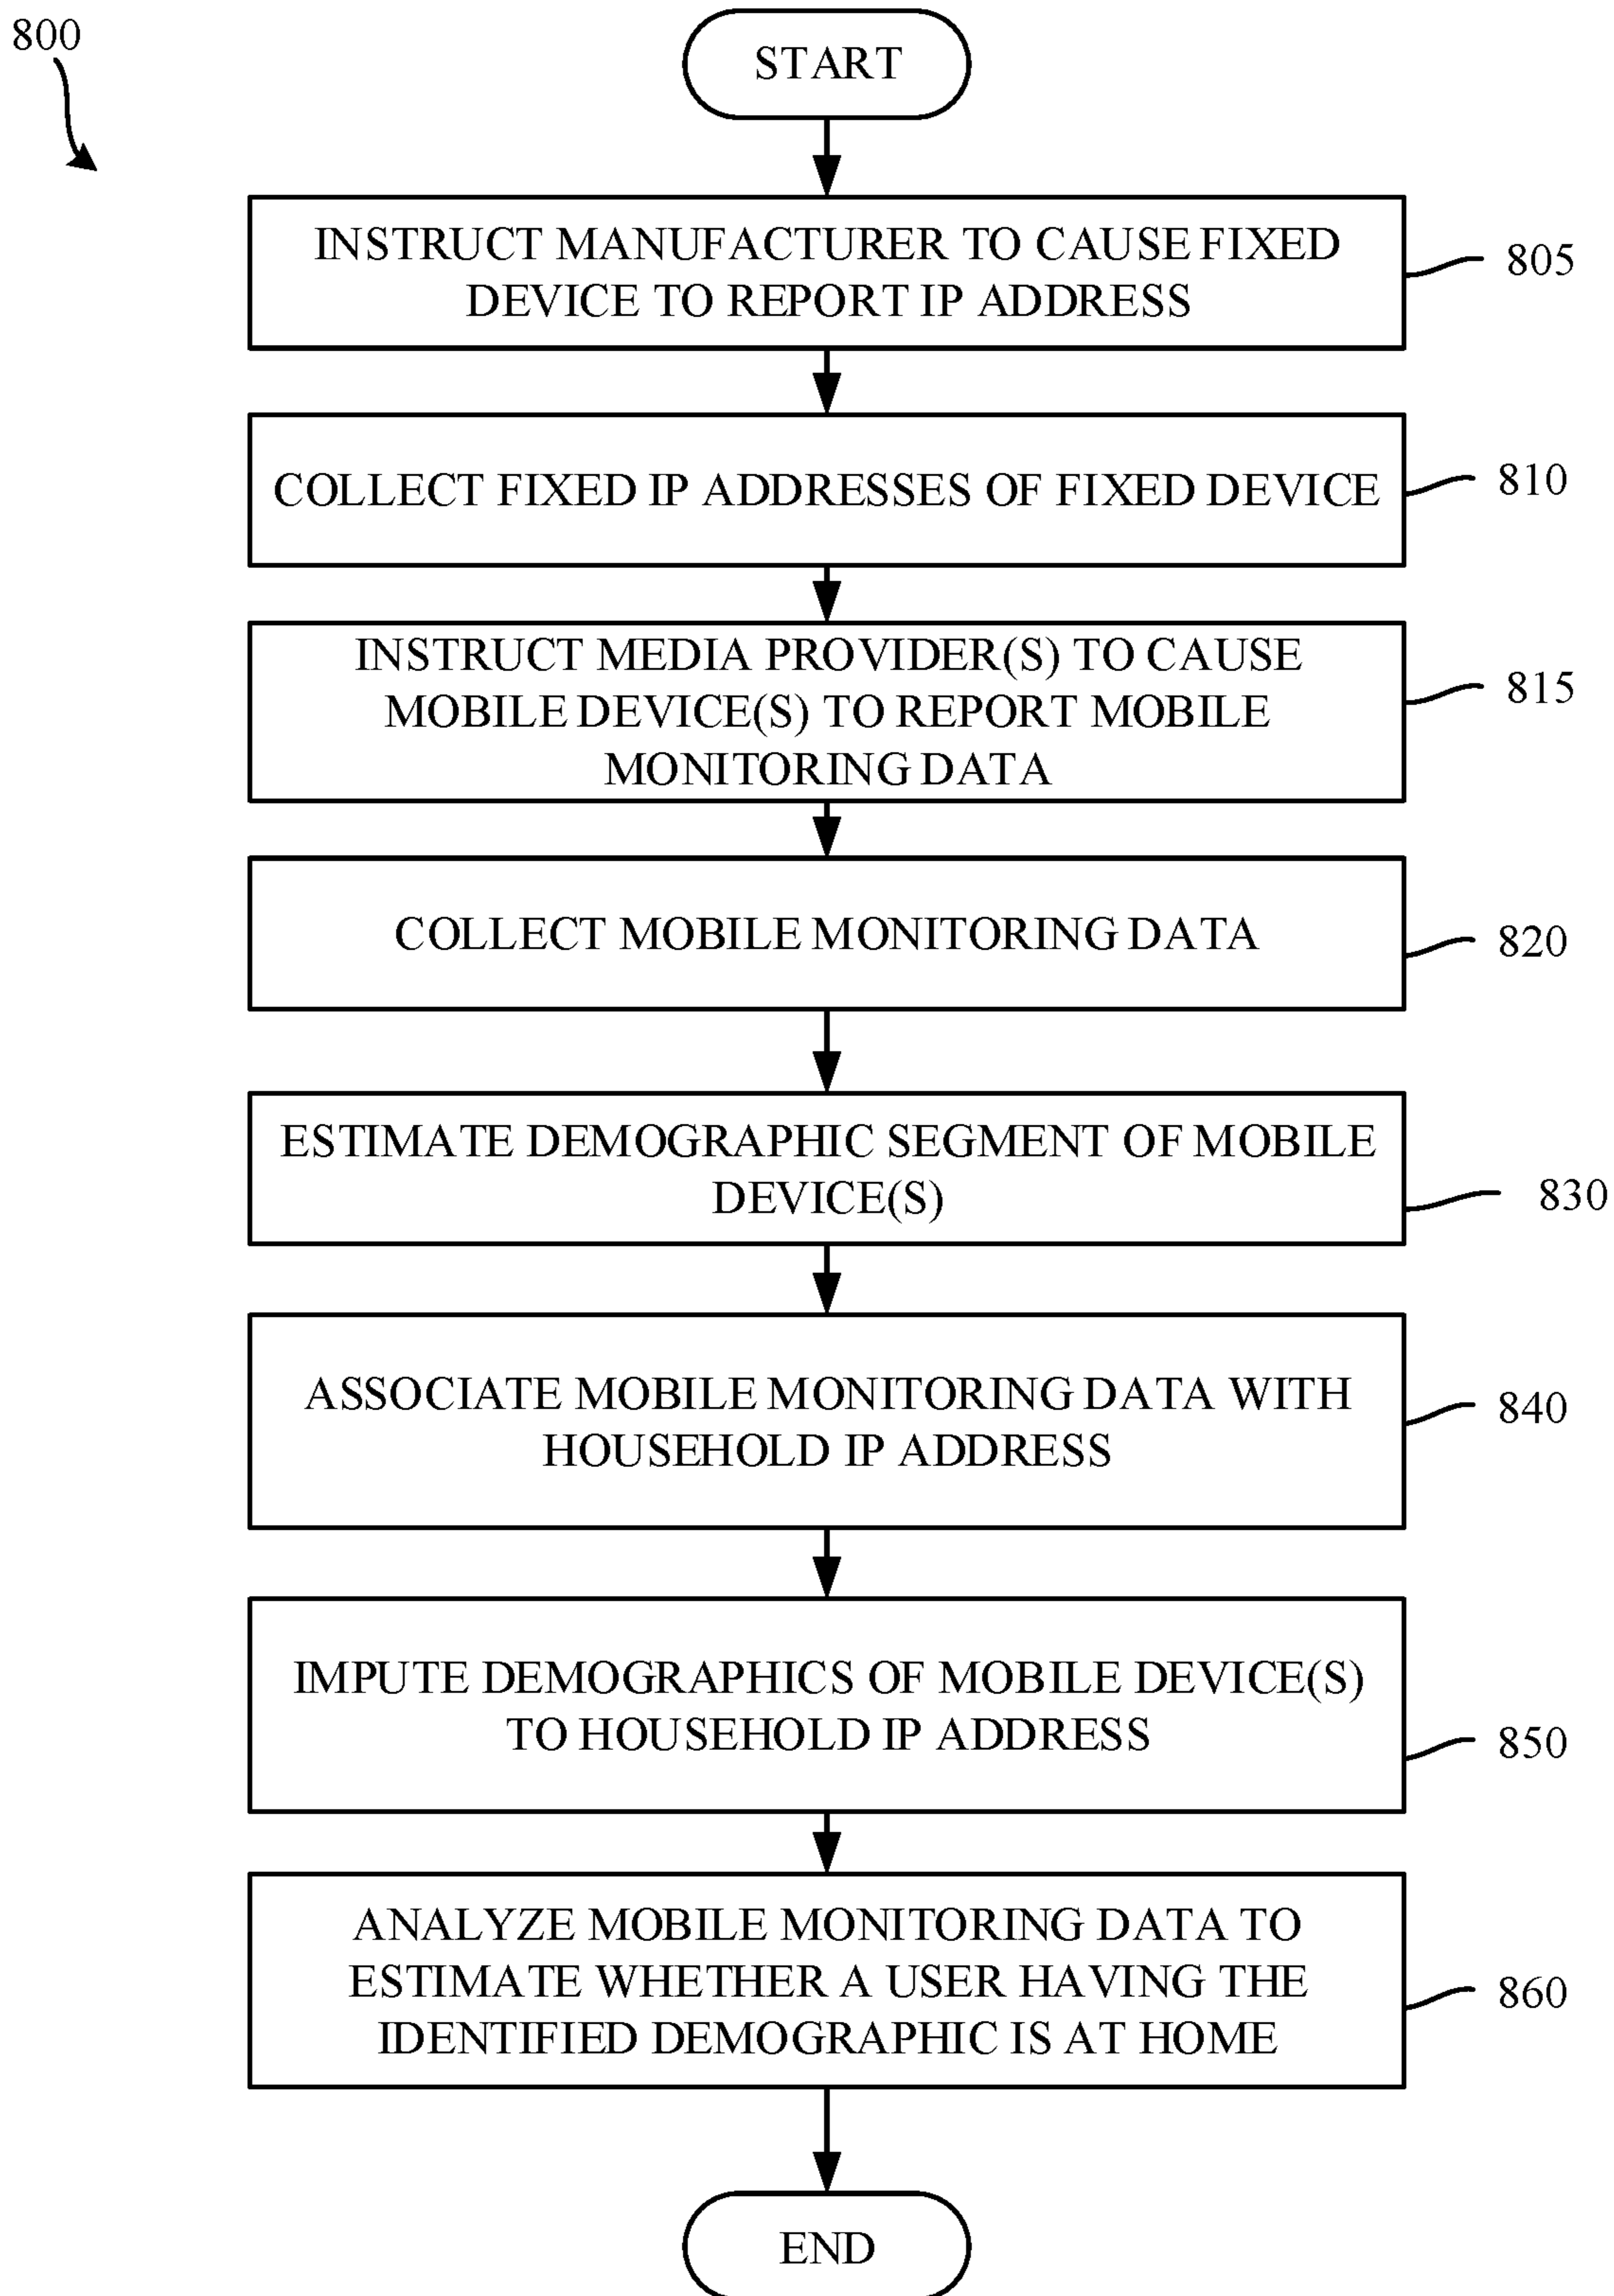 800
START
INSTRUCT MANUFACTURER TO CAUSE FIXED
DEVICE TO REPORT IP ADDRESS
805
COLLECT FIXED IP ADDRESSES OF FIXED DEVICE
810
INSTRUCT MEDIA PROVIDER(S) TO CAUSE
MOBILE DEVICE(S) TO REPORT MOBILE
MONITORING DATA
815
COLLECT MOBILE MONITORING DATA
820
ESTIMATE DEMOGRAPHIC SEGMENT OF MOBILE
DEVICE(S)
830
ASSOCIATE MOBILE MONITORING DATA WITH
HOUSEHOLD IP ADDRESS
840
IMPUTE DEMOGRAPHICS OF MOBILE DEVICE(S)
TO HOUSEHOLD IP ADDRESS
850
ANALYZE MOBILE MONITORING DATA TO
ESTIMATE WHETHER A USER HAVING THE
IDENTIFIED DEMOGRAPHIC IS AT HOME
860
END